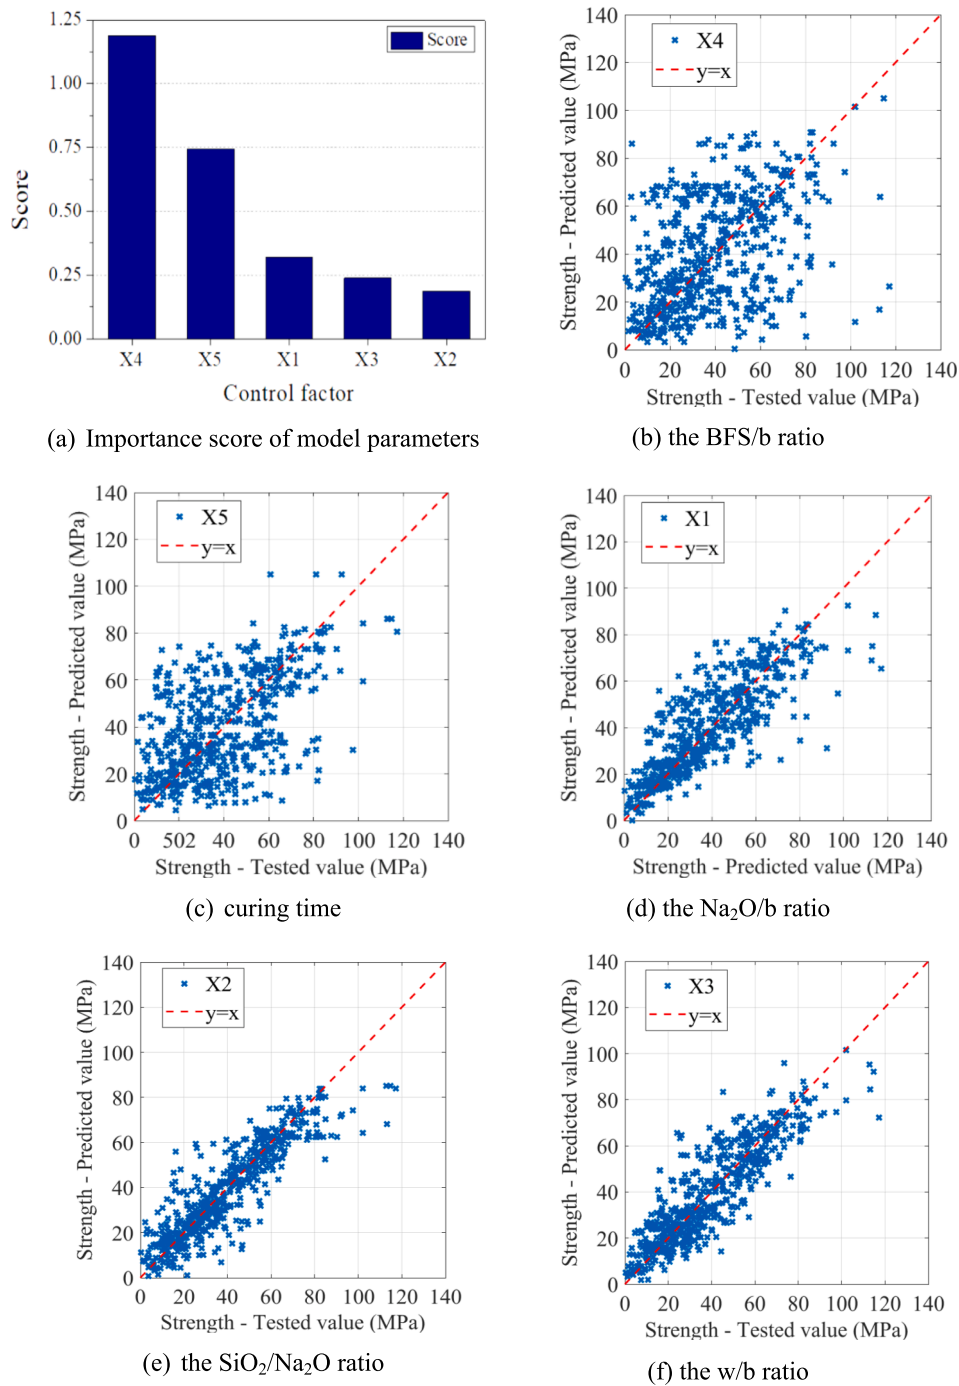 1.25
1.00
0.75
0.50
0.25
0.00
Score
Score
X4 X5 X1 X3 X2
Control factor
(a) Importance score of model parameters
140
120
100
80
60
40
20
0
Strength - Predicted value (MPa)
X4
y=x
0 20 40 60 80 100 120 140
Strength - Tested value (MPa)
(b) the BFS/b ratio
140
120
100
80
60
40
20
0
Strength - Predicted value (MPa)
X5
y=x
0 502 40 60 80 100 120 140
Strength - Tested value (MPa)
(c) curing time
140
120
100
80
60
40
20
0
Strength - Predicted value (MPa)
X1
y=x
0 20 40 60 80 100 120 140
Strength - Predicted value (MPa)
(d) the Na₂O/b ratio
140
120
100
80
60
40
20
0
Strength - Predicted value (MPa)
X2
y=x
0 20 40 60 80 100 120 140
Strength - Tested value (MPa)
(e) the SiO₂/Na₂O ratio
140
120
100
80
60
40
20
0
Strength - Predicted value (MPa)
X3
y=x
0 20 40 60 80 100 120 140
Strength - Tested value (MPa)
(f) the w/b ratio